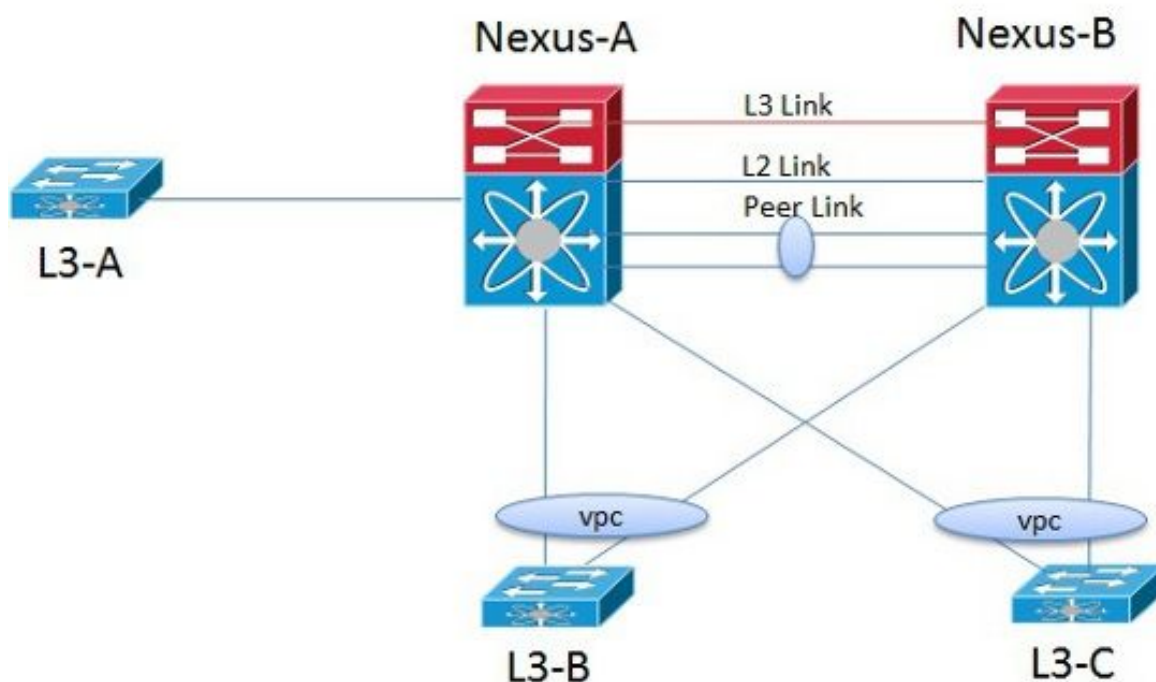 Nexus-A
Nexus-B
L3 Link
L2 Link
Peer Link
L3-A
vpc
vpc
L3-B
L3-C